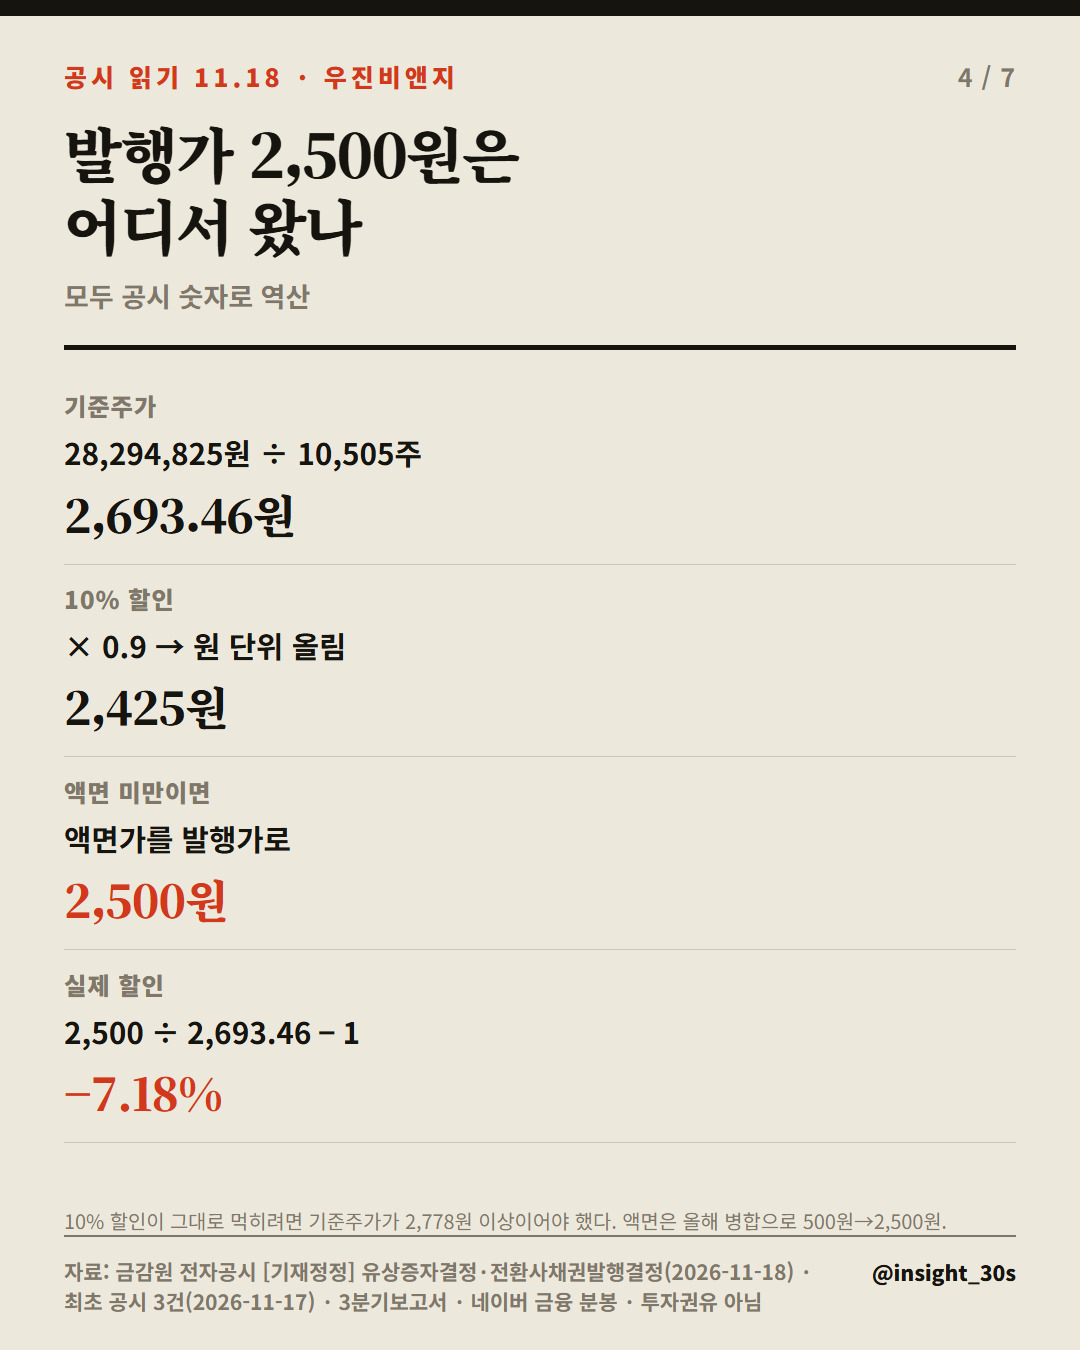 공시 읽기 11.18 · 우진비앤지
4 / 7
발행가 2,500원은
어디서 왔나
모두 공시 숫자로 역산
기준주가
28,294,825원 ÷ 10,505주
2,693.46원
10% 할인
× 0.9 → 원 단위 올림
2,425원
액면 미만이면
액면가를 발행가로
2,500원
실제 할인
2,500 ÷ 2,693.46 − 1
−7.18%
10% 할인이 그대로 먹히려면 기준주가가 2,778원 이상이어야 했다. 액면은 올해 병합으로 500원→2,500원.
자료: 금감원 전자공시 [기재정정] 유상증자결정·전환사채권발행결정(2026-11-18) ·
최초 공시 3건(2026-11-17) · 3분기보고서 · 네이버 금융 분봉 · 투자권유 아님
@insight_30s